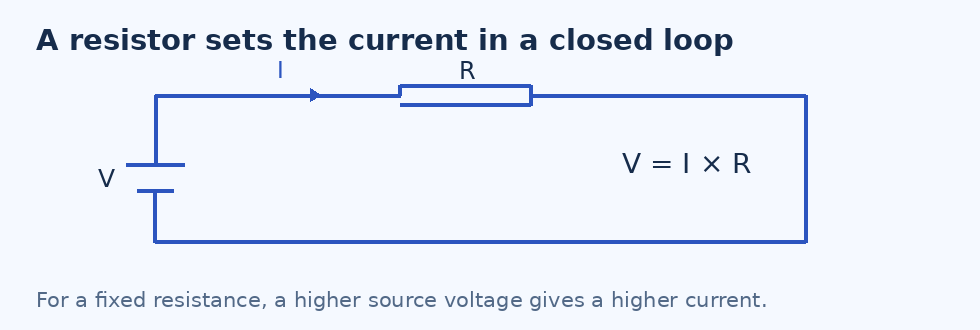 A resistor sets the current in a closed loop
I
R
V
V = I × R
For a fixed resistance, a higher source voltage gives a higher current.